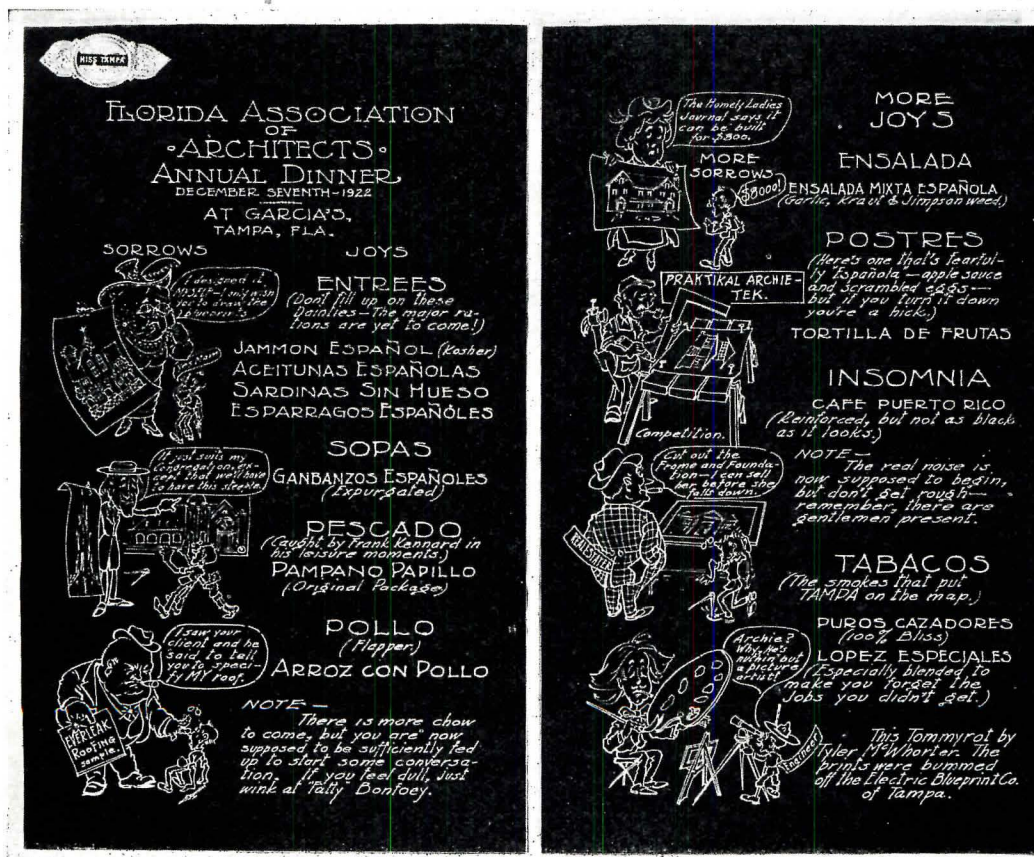 MISS TAMPA
FLORIDA ASSOCIATION
OF
·ARCHITECTS·
ANNUAL DINNER
DECEMBER SEVENTH-1922
AT GARCIA'S.
TAMPA, FLA.
SORROWS
JOYS
I designed it
blueprints
ENTREES
(Don't fill up on these
Dainties—The major ra-
tions are yet to come!)
JAMMON ESPAÑOL (Kosher)
ACEITUNAS ESPAÑOLAS
SARDINAS SIN HUESO
ESPARRAGOS ESPAÑOLES
SOPAS
GANBANZOS ESPAÑOLES
(Expurgated)
It just suits my
Congregation, ex-
cept that we'll have
to have this steeple.
PESCADO
(Caught by Frank Kennard in
his leisure moments.)
PAMPANO PAPILLO
(Original Package)
POLLO
(Flapper)
ARROZ CON POLLO
I saw your
client and he
said to tell
you to speci-
fy MY roof.
EVERLEAK
ROOFING
Sample.
NOTE—
There is more chow
to come, but you are now
supposed to be sufficiently fed
up to start some conversa-
tion. If you feel dull, just
wink at "Fatty" Bonfoey.
The Homely Ladies
Journal says it
can be built
for $800.
MORE
SORROWS
$8000!
MORE
JOYS
ENSALADA
ENSALADA MIXTA ESPAÑOLA
(Garlic, Kraut & Jimpson weed.)
POSTRES
(Here's one that's fearful-
ly Española — apple sauce
and scrambled eggs—
but if you turn it down
you're a hick.)
TORTILLA DE FRUTAS
PRAKTIKAL ARCHIE-
TEK.
Competition.
INSOMNIA
CAFE PUERTO RICO
(Reinforced, but not as black
as it looks.)
NOTE—
The real noise is
now supposed to begin,
but don't get rough—
remember, there are
gentlemen present.
Cut out the
Frame and Founda-
tion—I can sell
her before she
falls down.
REALSTOR
TABACOS
(The smokes that put
TAMPA on the map.)
PUROS CAZADORES
(100% Bliss)
LOPEZ ESPECIALES
(Especially blended to
make you forget the
Jobs you didn't get.)
Archie?
Why, He's
nuthin but
a picture
artist!
Engineer!
This Tommyrot by
Tyler McWhorter. The
prints were bummed
off the Electric Blueprint Co.
of Tampa.